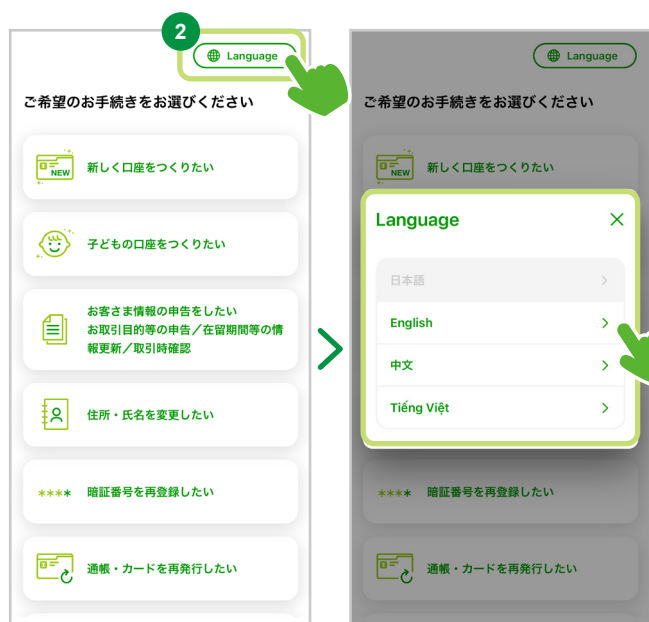 2
Language
ご希望のお手続きをお選びください
NEW
新しく口座をつくりたい
子どもの口座をつくりたい
お客さま情報の申告をしたい
お取引目的等の申告／在留期間等の情
報更新／取引時確認
住所・氏名を変更したい
**** 暗証番号を再登録したい
通帳・カードを再発行したい
Language
ご希望のお手続きをお選びください
NEW
新しく口座をつくりたい
Language
日本語
English
中文
Tiếng Việt
**** 暗証番号を再登録したい
通帳・カードを再発行したい